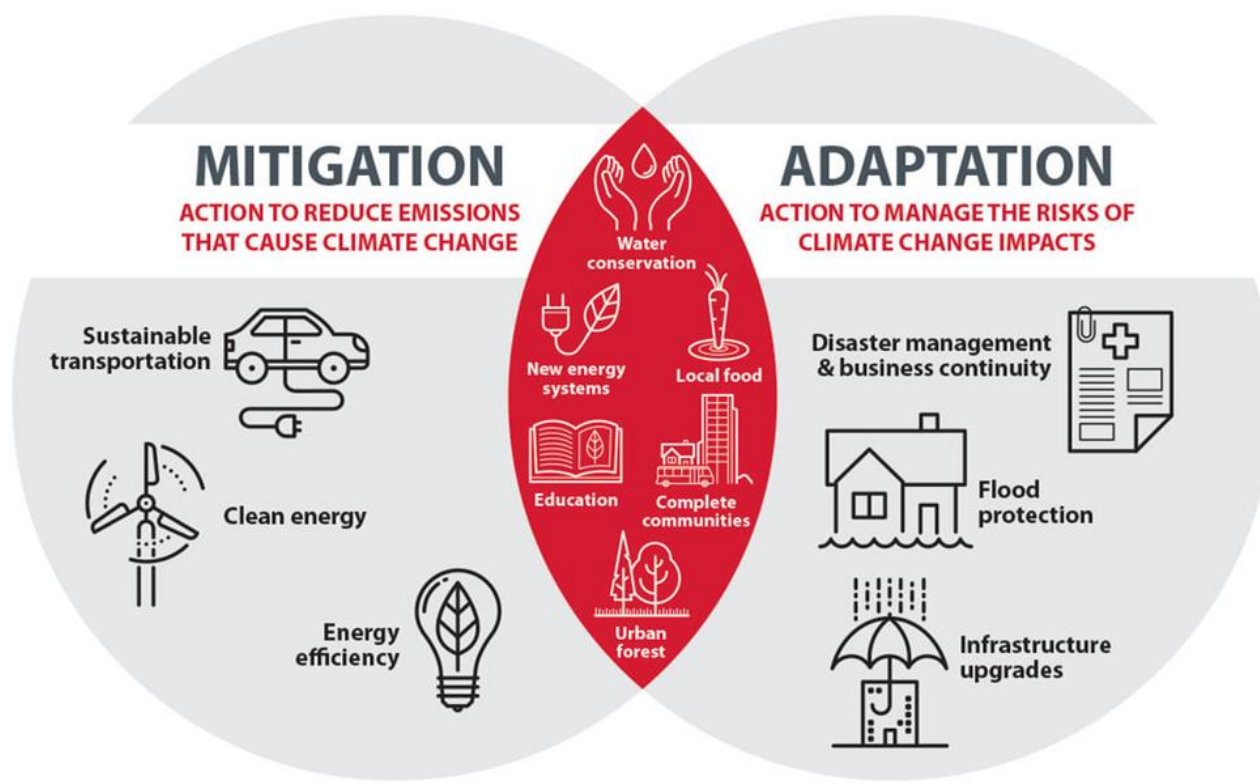 MITIGATION
ACTION TO REDUCE EMISSIONS
THAT CAUSE CLIMATE CHANGE
Sustainable
transportation
Clean energy
Energy
efficiency
Water
conservation
New energy
systems
Local food
Education
Complete
communities
Urban
forest
ADAPTATION
ACTION TO MANAGE THE RISKS OF
CLIMATE CHANGE IMPACTS
Disaster management
& business continuity
Flood
protection
Infrastructure
upgrades